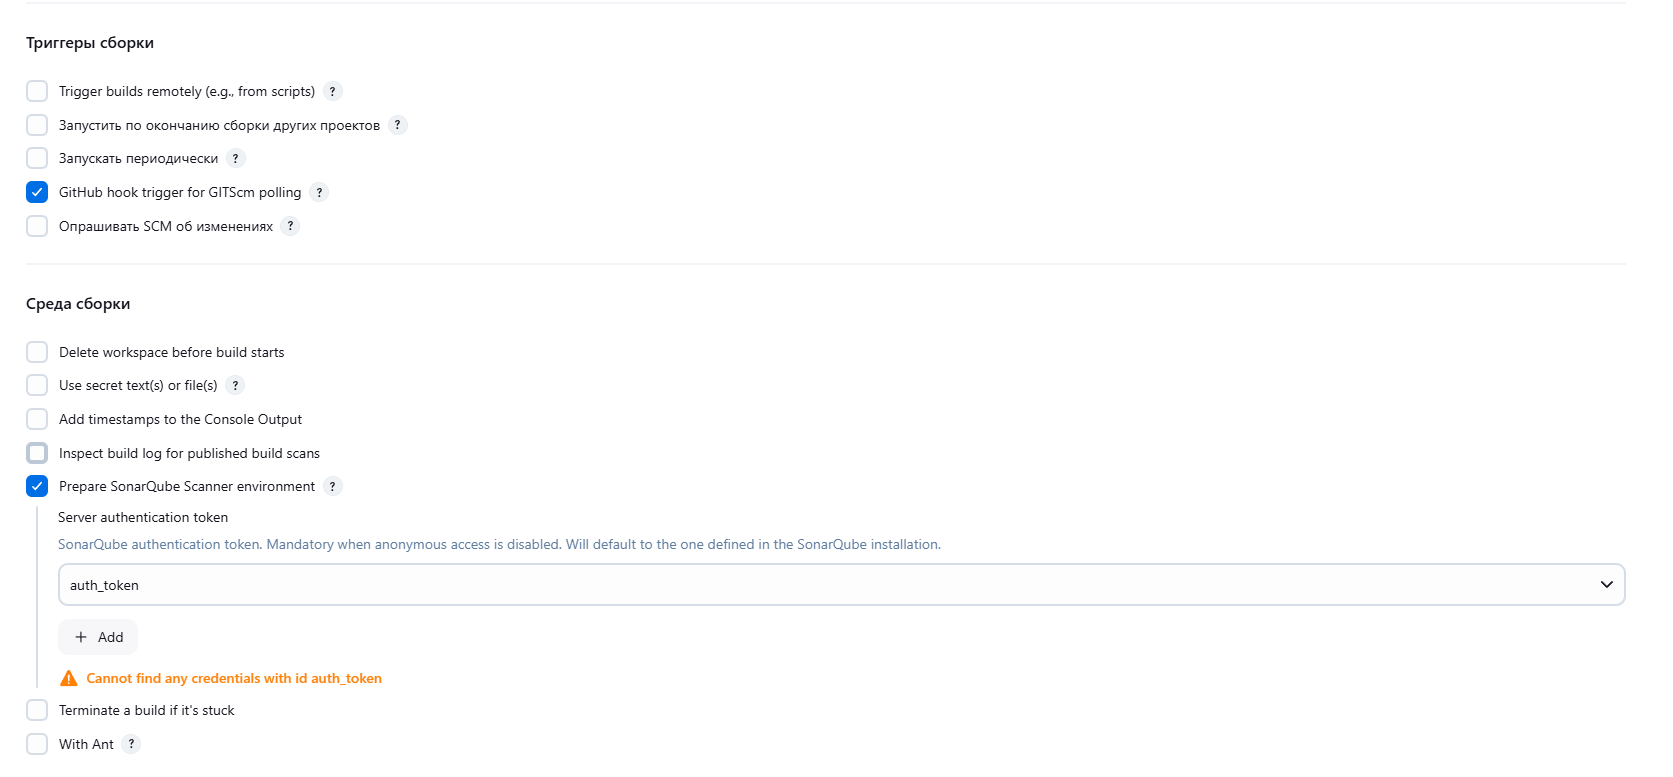 Триггеры сборки
Trigger builds remotely (e.g., from scripts) ?
Запустить по окончанию сборки других проектов ?
Запускать периодически ?
GitHub hook trigger for GITScm polling ?
Опрашивать SCM об изменениях ?
Среда сборки
Delete workspace before build starts
Use secret text(s) or file(s) ?
Add timestamps to the Console Output
Inspect build log for published build scans
Prepare SonarQube Scanner environment ?
Server authentication token
SonarQube authentication token. Mandatory when anonymous access is disabled. Will default to the one defined in the SonarQube installation.
auth_token
+ Add
Cannot find any credentials with id auth_token
Terminate a build if it's stuck
With Ant ?